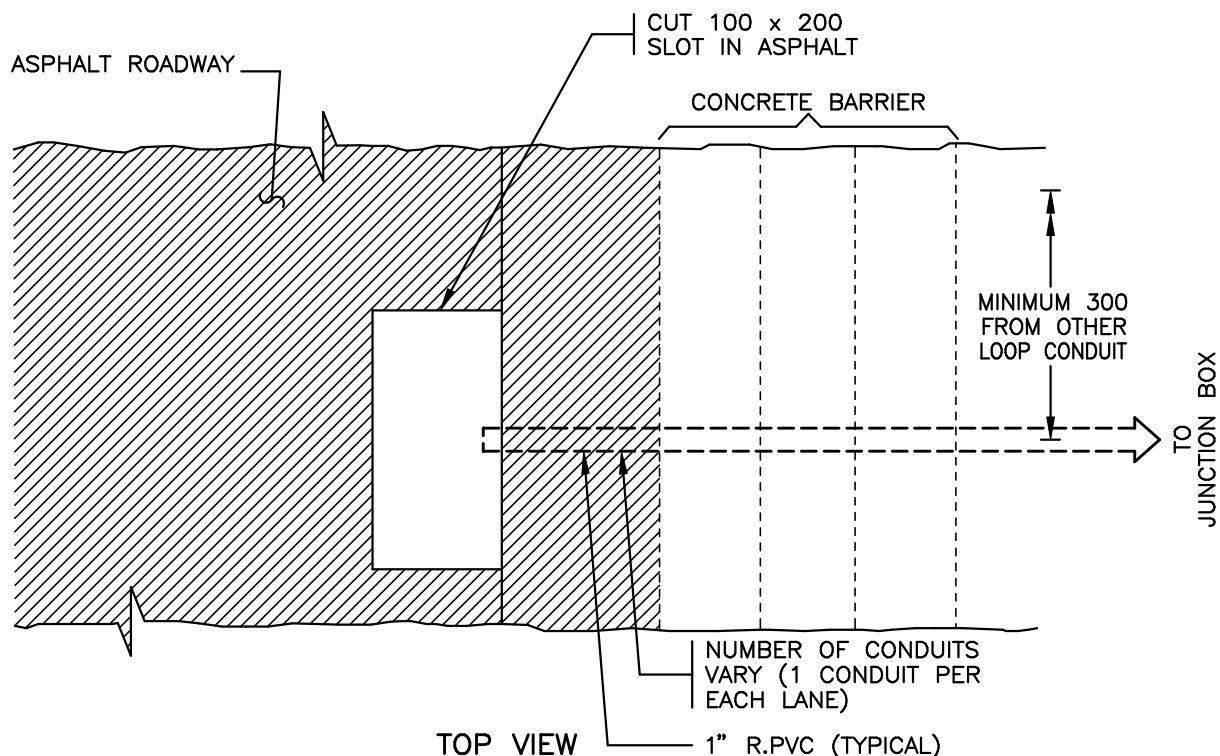 CUT 100 x 200
SLOT IN ASPHALT
ASPHALT ROADWAY
CONCRETE BARRIER
MINIMUM 300
FROM OTHER
LOOP CONDUIT
TO
JUNCTION BOX
NUMBER OF CONDUITS
VARY (1 CONDUIT PER
EACH LANE)
TOP VIEW
1" R.PVC (TYPICAL)